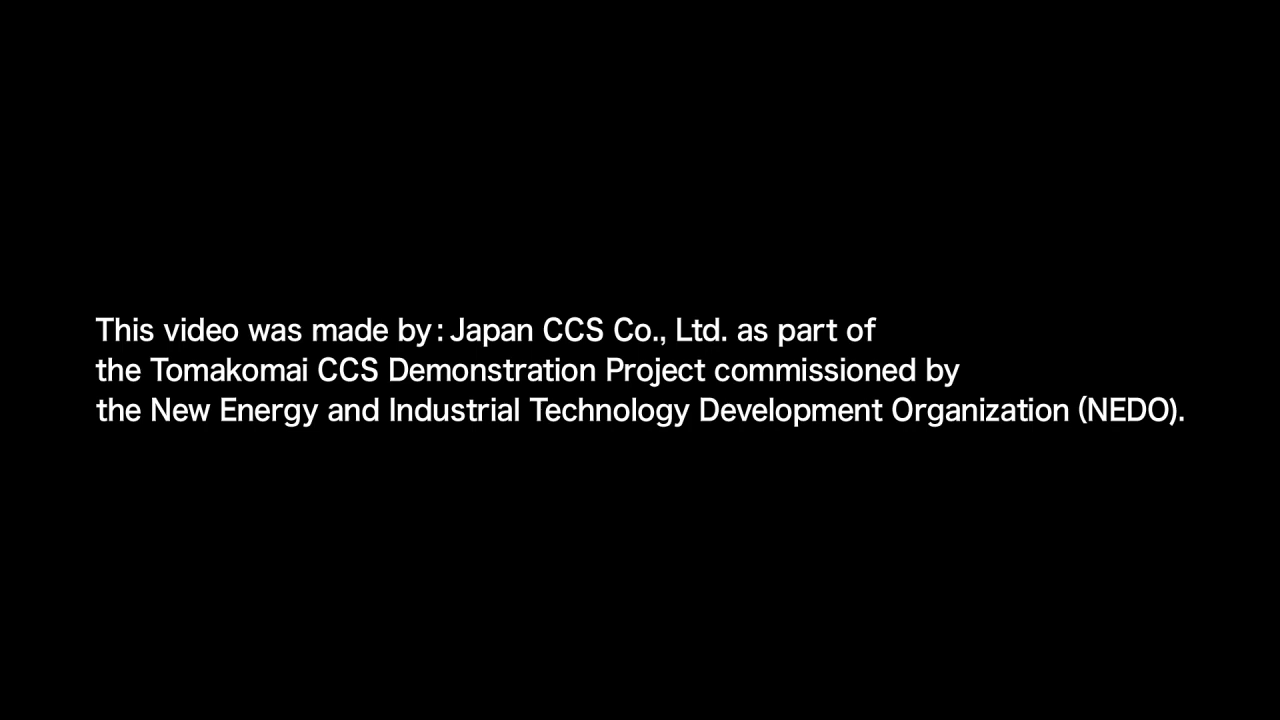 This video was made by: Japan CCS Co., Ltd. as part of
the Tomakomai CCS Demonstration Project commissioned by
the New Energy and Industrial Technology Development Organization (NEDO).